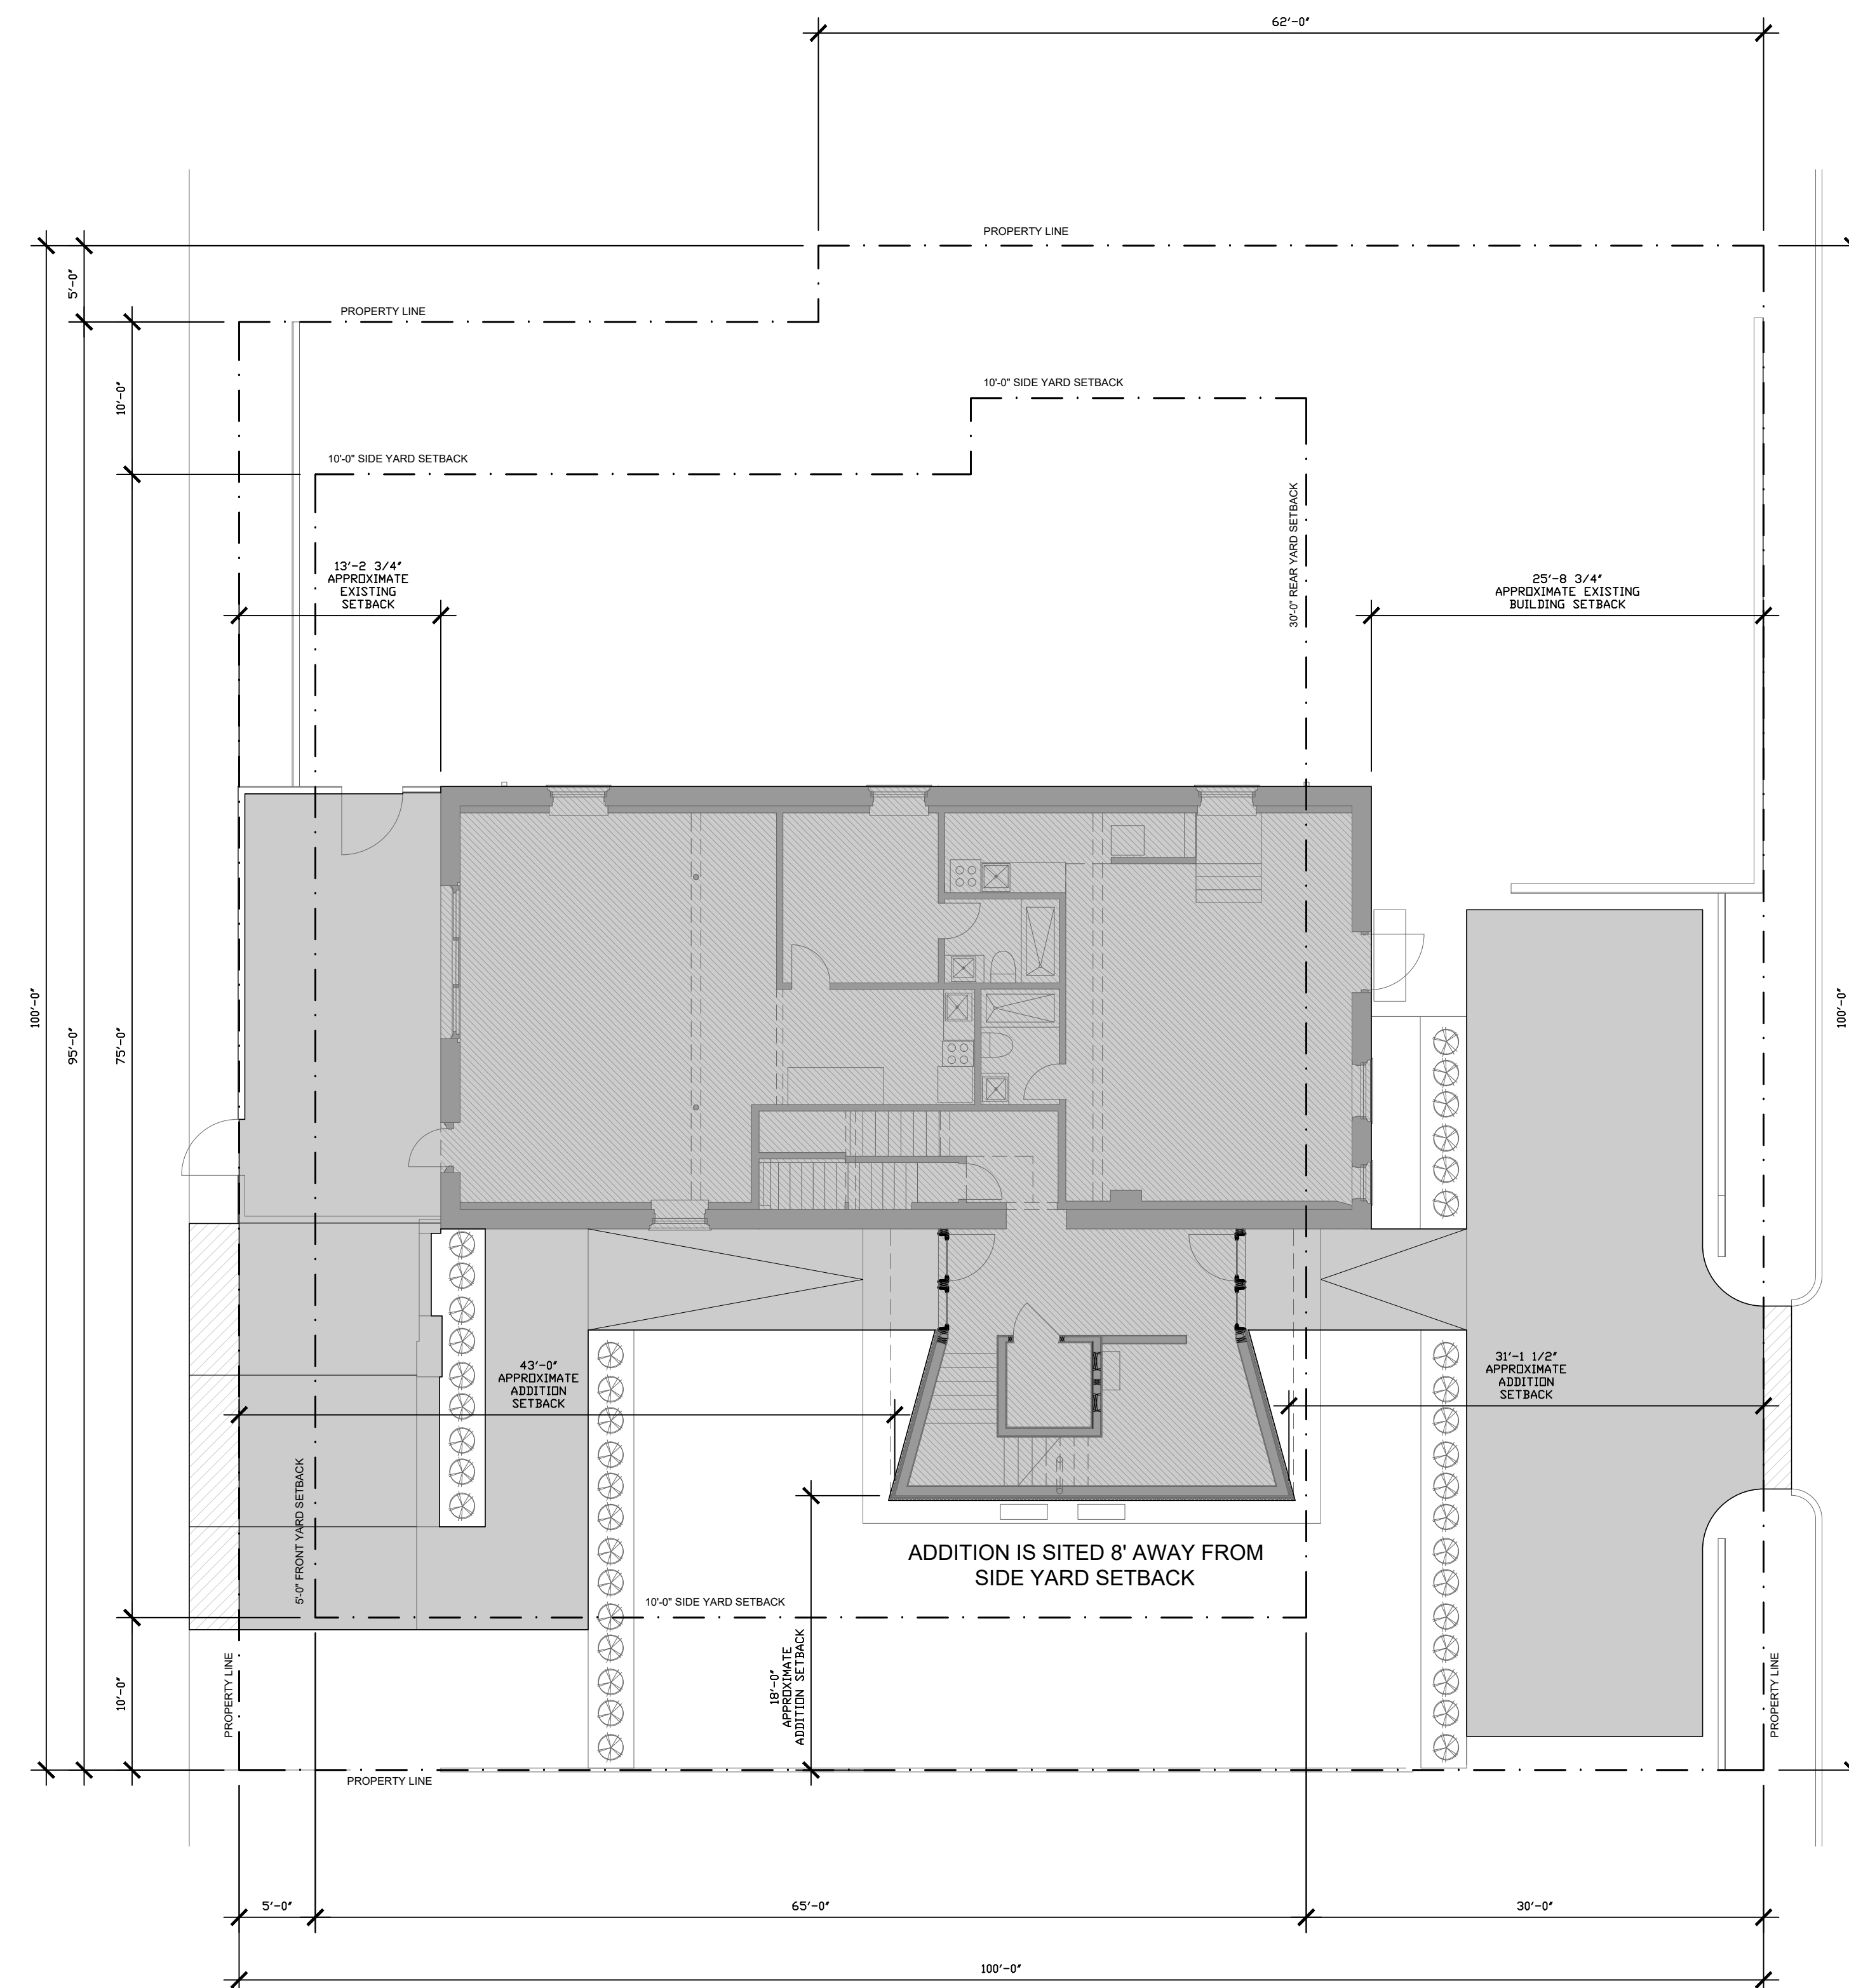 62'-0"
PROPERTY LINE
5'-0"
PROPERTY LINE
10'-0" SIDE YARD SETBACK
10'-0"
10'-0" SIDE YARD SETBACK
30'-0" REAR YARD SETBACK
13'-2 3/4"
APPROXIMATE
EXISTING
SETBACK
25'-8 3/4"
APPROXIMATE EXISTING
BUILDING SETBACK
100'-0"
95'-0"
75'-0"
100'-0"
43'-0"
APPROXIMATE
ADDITION
SETBACK
31'-1 1/2"
APPROXIMATE
ADDITION
SETBACK
5'-0" FRONT YARD SETBACK
ADDITION IS SITED 8' AWAY FROM
SIDE YARD SETBACK
10'-0" SIDE YARD SETBACK
18'-0"
APPROXIMATE
ADDITION SETBACK
10'-0"
PROPERTY LINE
PROPERTY LINE
PROPERTY LINE
5'-0"
65'-0"
30'-0"
100'-0"